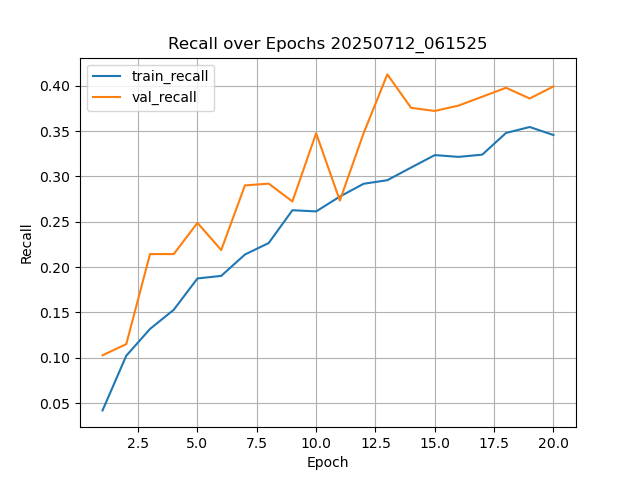 Recall over Epochs 20250712_061525
train_recall
val_recall
Recall
0.40
0.35
0.30
0.25
0.20
0.15
0.10
0.05
2.5 5.0 7.5 10.0 12.5 15.0 17.5 20.0
Epoch